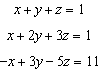 x + y + z = 1
x + 2y + 3z = 1
−x + 3y − 5z = 11